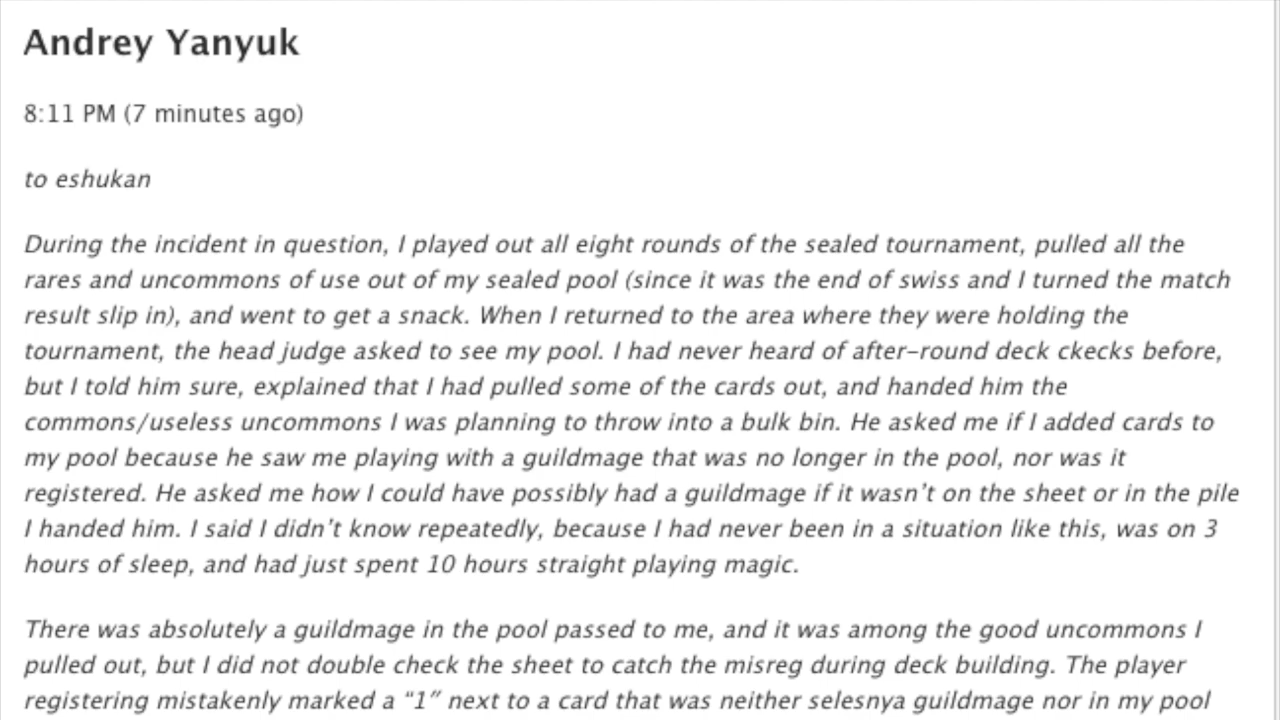 Andrey Yanyuk
8:11 PM (7 minutes ago)
to eshukan
During the incident in question, I played out all eight rounds of the sealed tournament, pulled all the
rares and uncommons of use out of my sealed pool (since it was the end of swiss and I turned the match
result slip in), and went to get a snack. When I returned to the area where they were holding the
tournament, the head judge asked to see my pool. I had never heard of after-round deck ckecks before,
but I told him sure, explained that I had pulled some of the cards out, and handed him the
commons/useless uncommons I was planning to throw into a bulk bin. He asked me if I added cards to
my pool because he saw me playing with a guildmage that was no longer in the pool, nor was it
registered. He asked me how I could have possibly had a guildmage if it wasn't on the sheet or in the pile
I handed him. I said I didn't know repeatedly, because I had never been in a situation like this, was on 3
hours of sleep, and had just spent 10 hours straight playing magic.
There was absolutely a guildmage in the pool passed to me, and it was among the good uncommons I
pulled out, but I did not double check the sheet to catch the misreg during deck building. The player
registering mistakenly marked a “1” next to a card that was neither selesnya guildmage nor in my pool